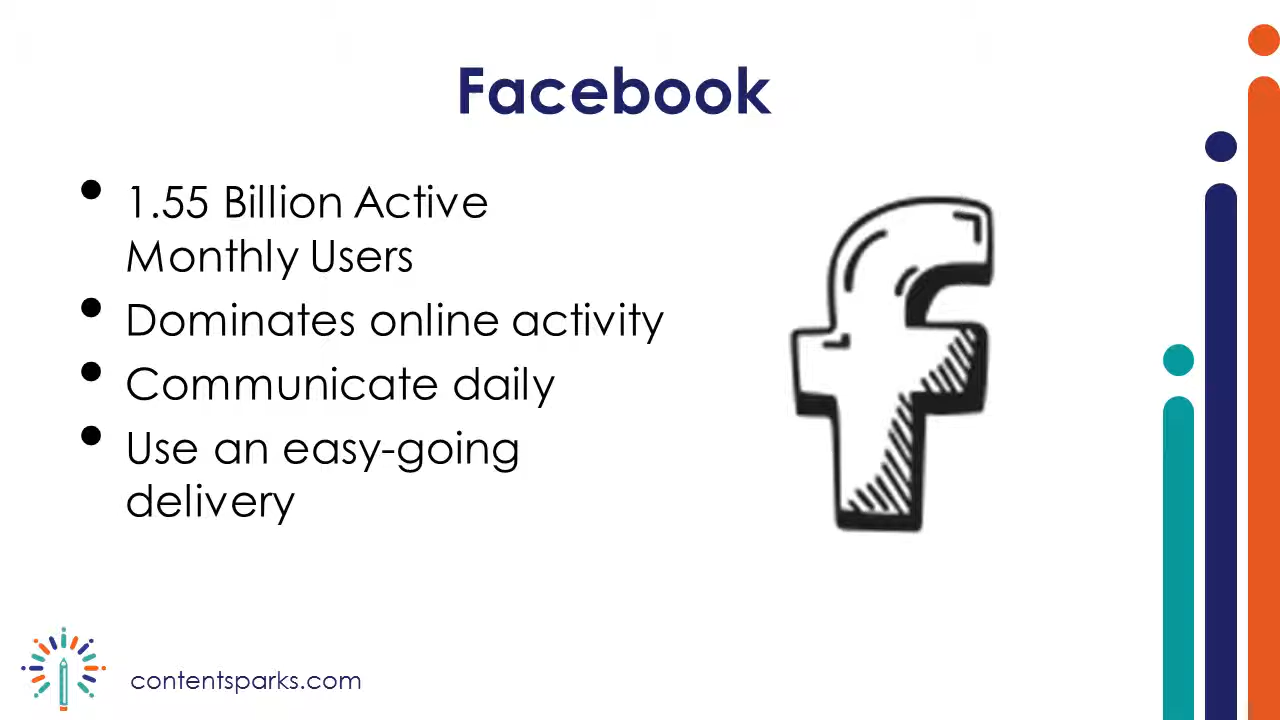 Facebook
• 1.55 Billion Active
Monthly Users
• Dominates online activity
• Communicate daily
• Use an easy-going
delivery
contentsparks.com